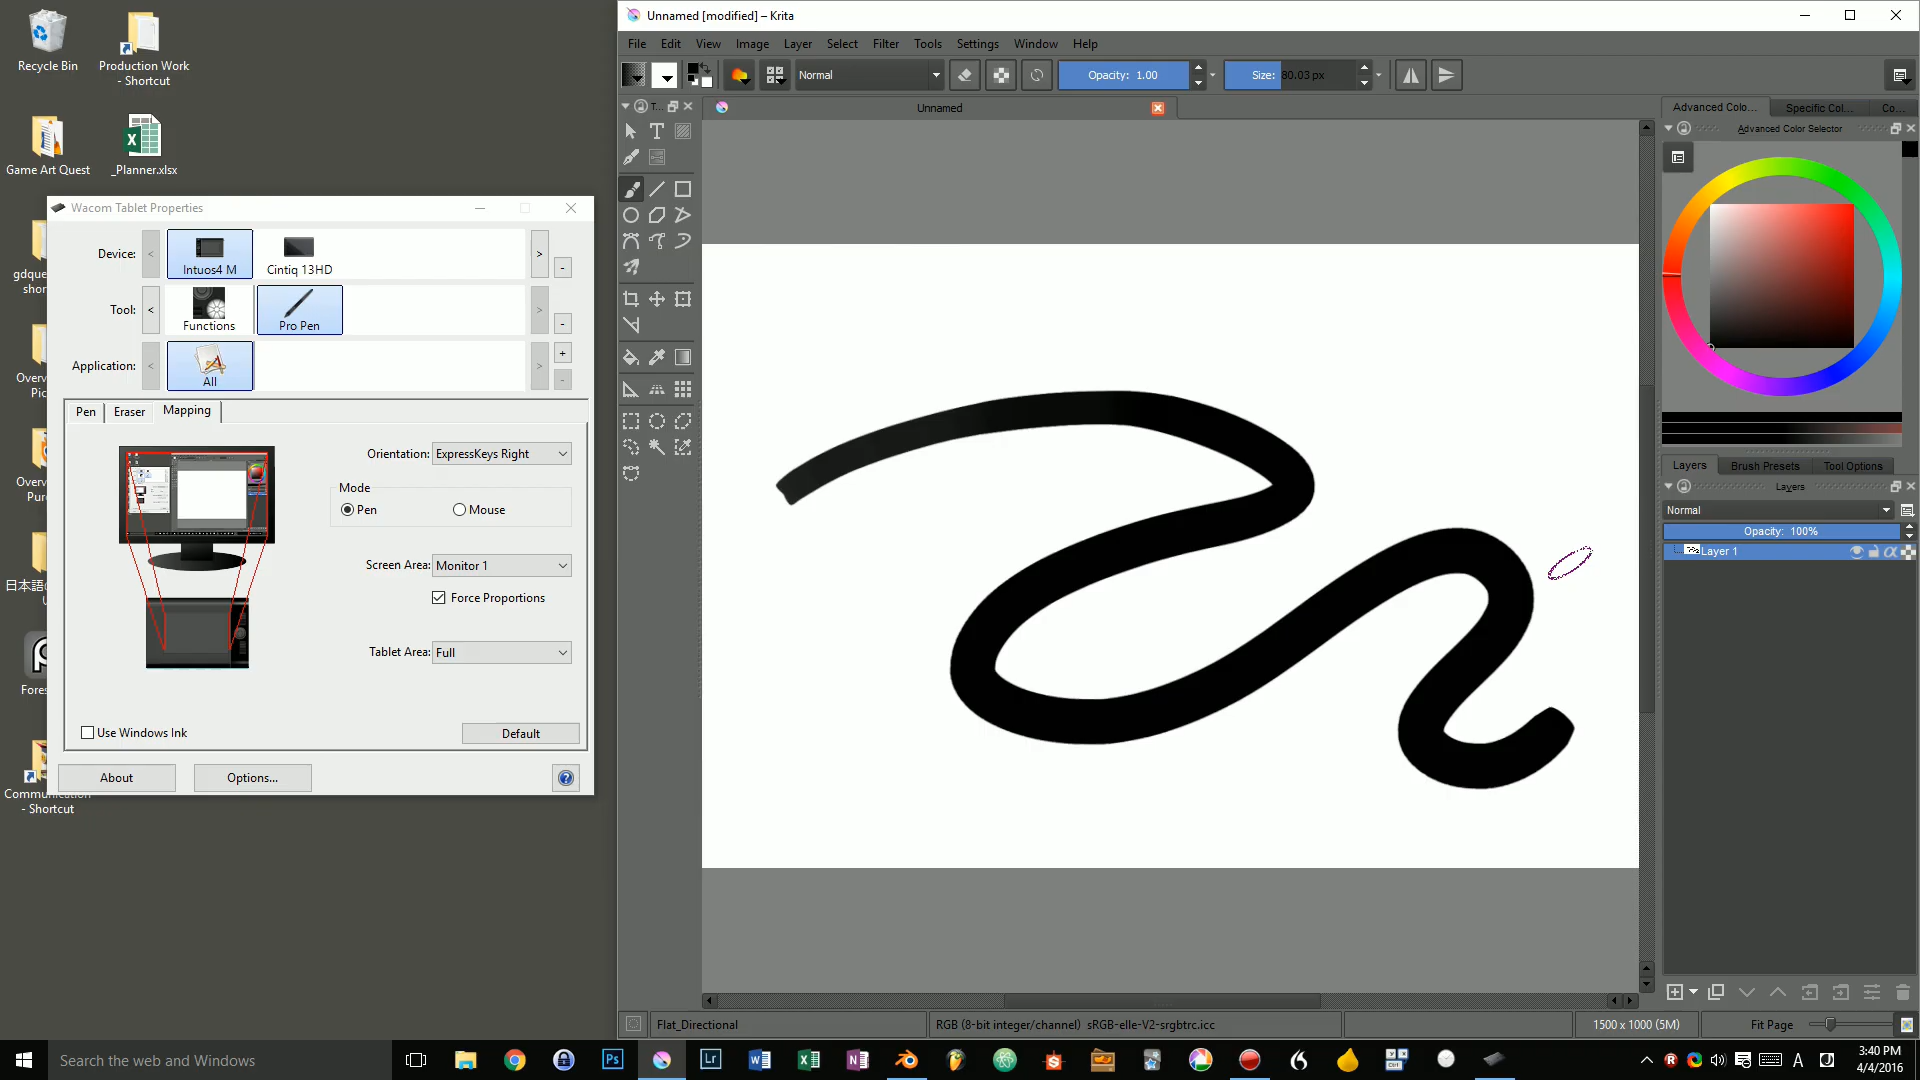 Recycle Bin
Production Work
- Shortcut
Game Art Quest
_Planner.xlsx
gdque
shor
Over
Pic
Over
Pur
日本語
Fores
Communication
- Shortcut
Wacom Tablet Properties
Device:
<
Intuos4 M
Cintiq 13HD
>
-
Tool:
<
Functions
Pro Pen
>
-
Application:
<
All
>
+
-
Pen
Eraser
Mapping
Orientation:
ExpressKeys Right
Mode
Pen
Mouse
Screen Area:
Monitor 1
Force Proportions
Tablet Area:
Full
Use Windows Ink
Default
About
Options...
?
Unnamed [modified] – Krita
File
Edit
View
Image
Layer
Select
Filter
Tools
Settings
Window
Help
Normal
Opacity: 1.00
Size: 80.03 px
T...
Unnamed
Advanced Colo...
Specific Col...
Co...
Advanced Color Selector
Layers
Brush Presets
Tool Options
Layers
Normal
Opacity: 100%
Layer 1
Flat_Directional
RGB (8-bit integer/channel) sRGB-elle-V2-srgbtrc.icc
1500 x 1000 (5M)
Fit Page
Search the web and Windows
Ps
Lr
A
3:40 PM
4/4/2016